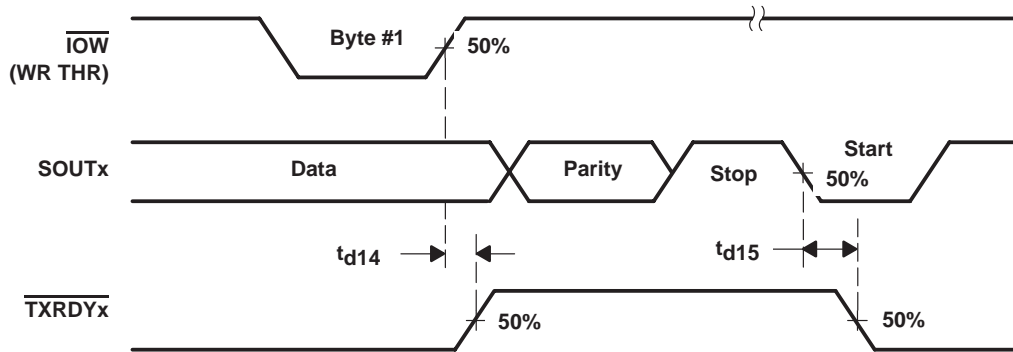 IOW
(WR THR)
Byte #1
50%
SOUTx
Data
Parity
Stop
Start
50%
td14
td15
TXRDYx
50%
50%